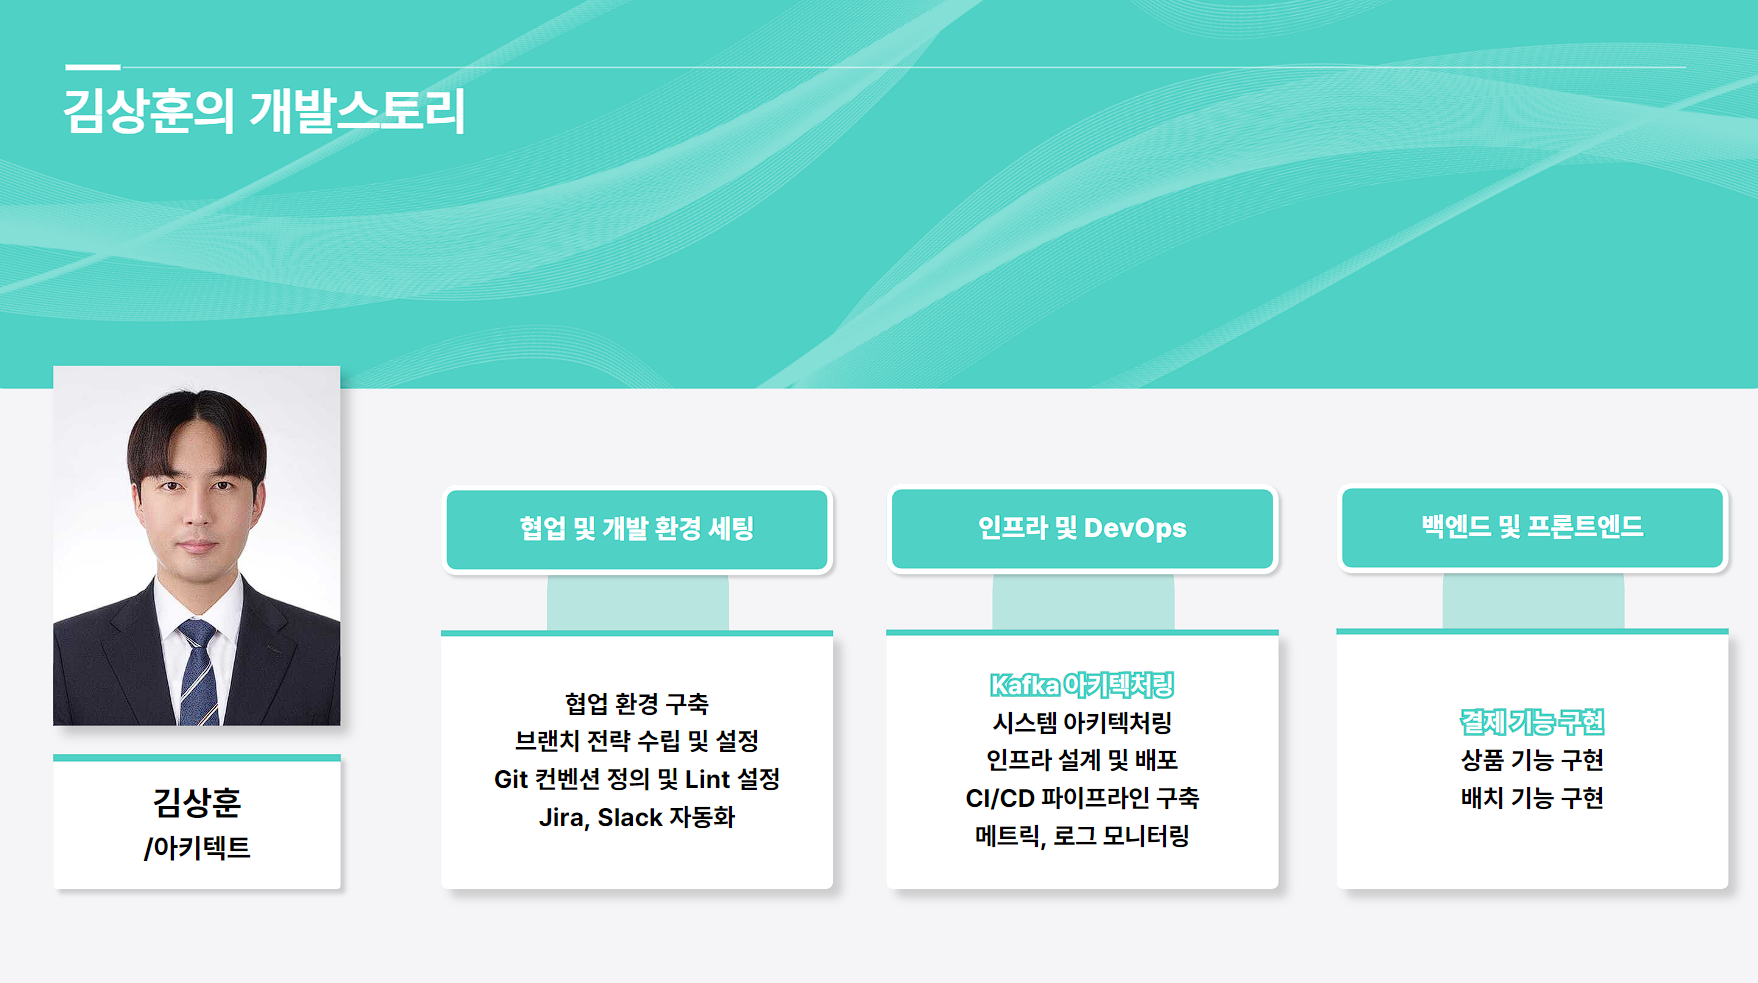 김상훈의 개발스토리
김상훈
/아키텍트
협업 및 개발 환경 세팅
협업 환경 구축
브랜치 전략 수립 및 설정
Git 컨벤션 정의 및 Lint 설정
Jira, Slack 자동화
인프라 및 DevOps
Kafka 아키텍처링
시스템 아키텍처링
인프라 설계 및 배포
CI/CD 파이프라인 구축
메트릭, 로그 모니터링
백엔드 및 프론트엔드
결제 기능 구현
상품 기능 구현
배치 기능 구현